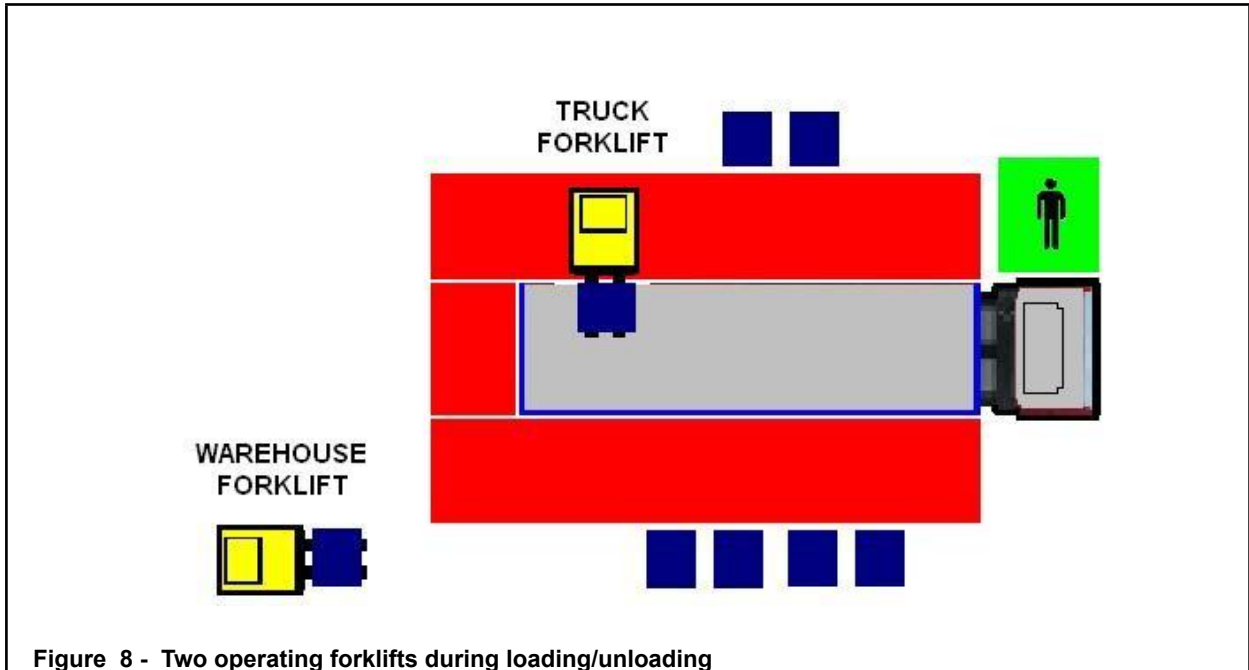 TRUCK
FORKLIFT
WAREHOUSE
FORKLIFT
Figure 8 - Two operating forklifts during loading/unloading